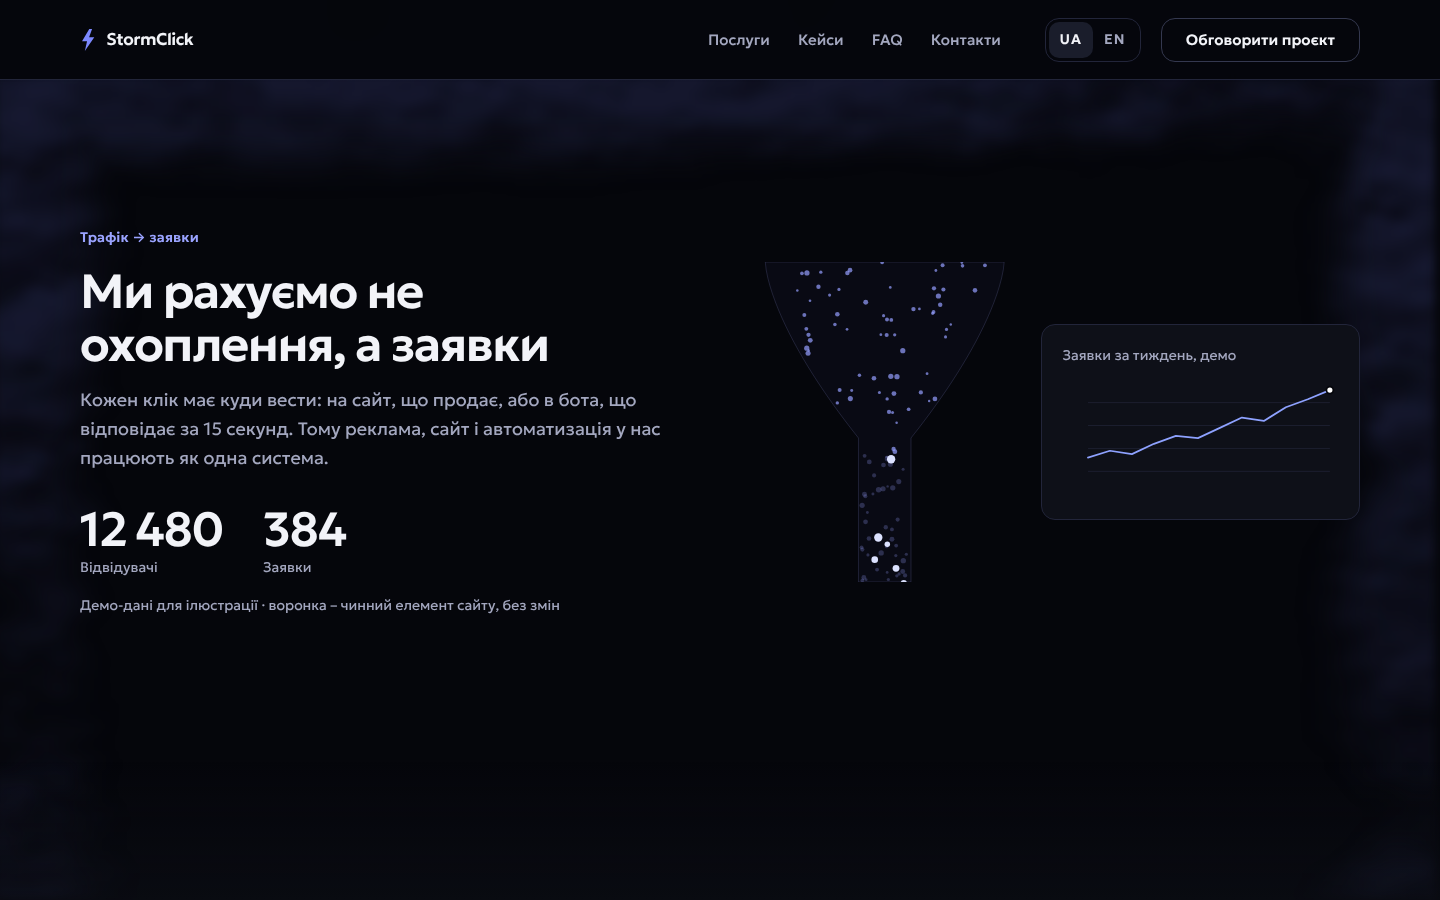 StormClick
Послуги
Кейси
FAQ
Контакти
UA
EN
Обговорити проєкт
Трафік → заявки
Ми рахуємо не
охоплення, а заявки
Кожен клік має куди вести: на сайт, що продає, або в бота, що
відповідає за 15 секунд. Тому реклама, сайт і автоматизація у нас
працюють як одна система.
12 480
Відвідувачі
384
Заявки
Демо-дані для ілюстрації · воронка – чинний елемент сайту, без змін
Заявки за тиждень, демо